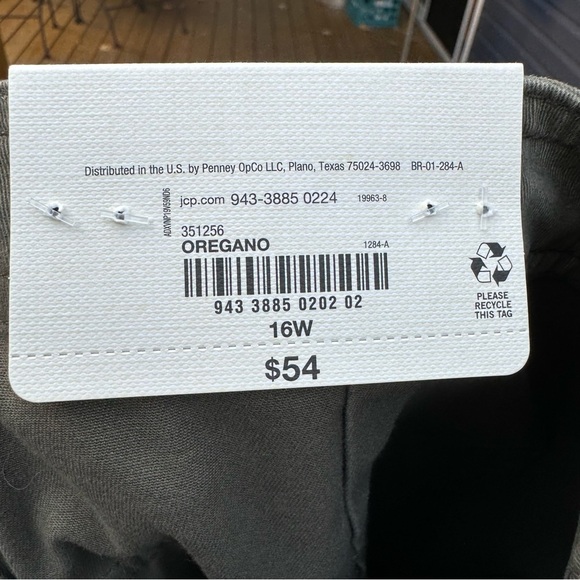 Distributed in the U.S. by Penney OpCo LLC, Plano, Texas 75024-3698 BR-01-284-A
jcp.com 943-3885 0224 19963-8
351256
OREGANO 1284-A
943 3885 0202 02
16W
$54
PLEASE
RECYCLE
THIS TAG